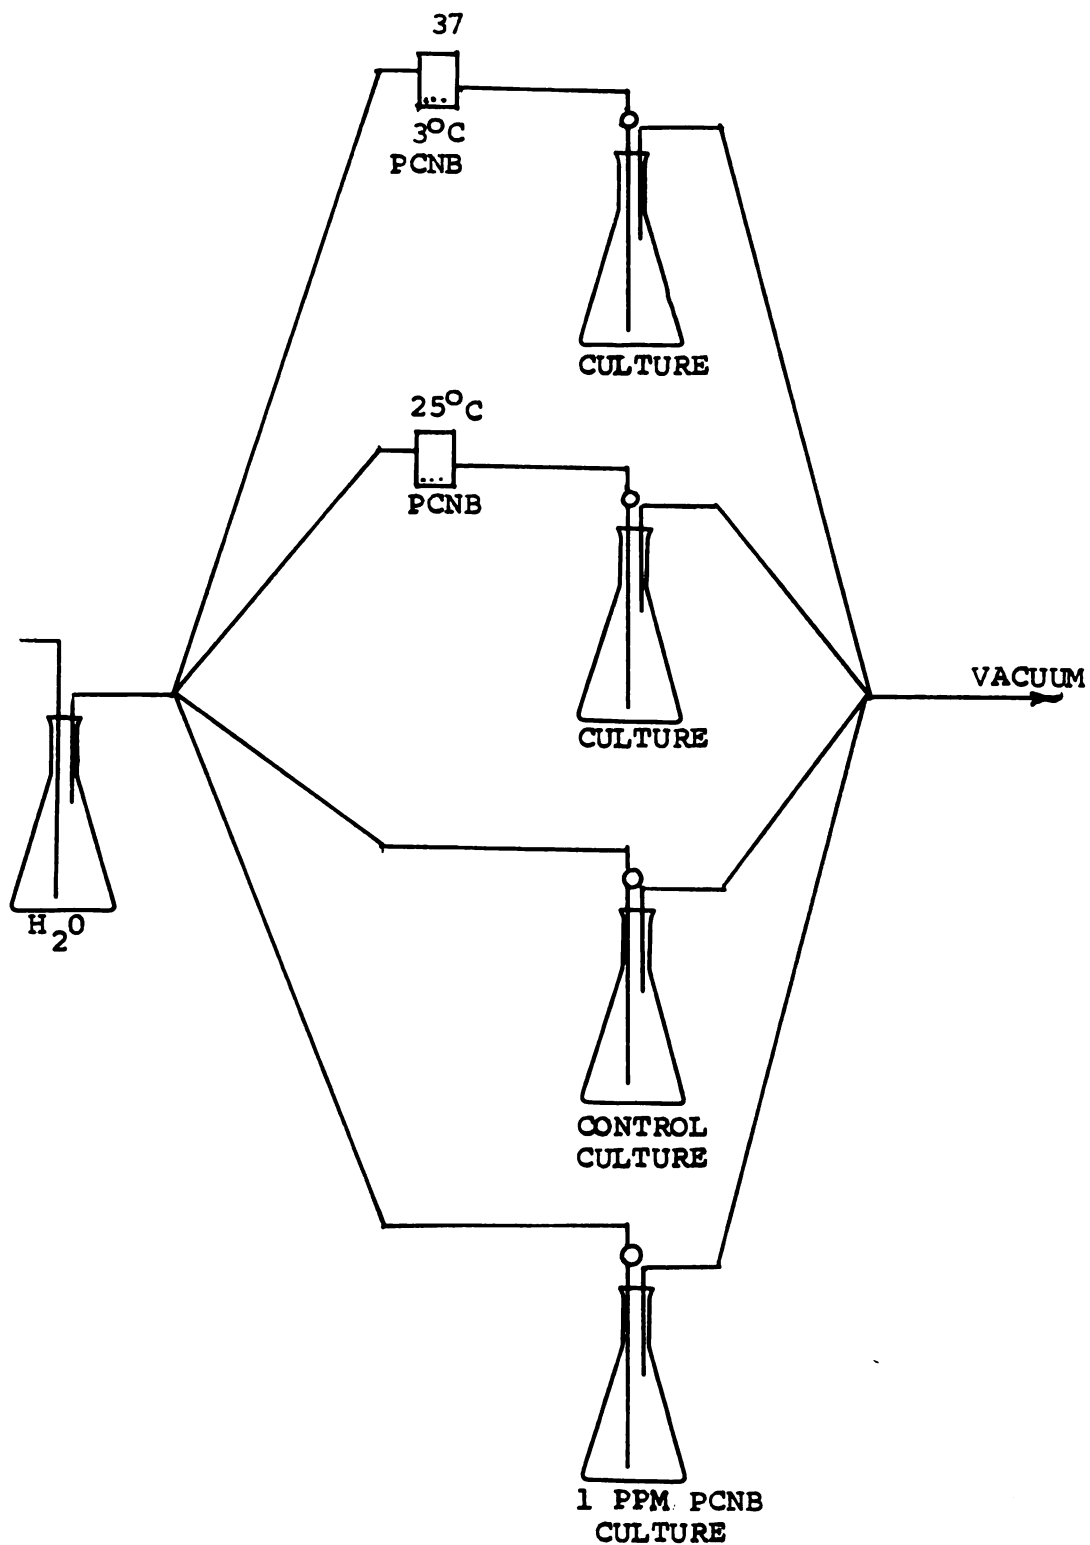 37
3°C
PCNB
CULTURE
25°C
PCNB
CULTURE
VACUUM
H2O
CONTROL
CULTURE
1 PPM PCNB
CULTURE